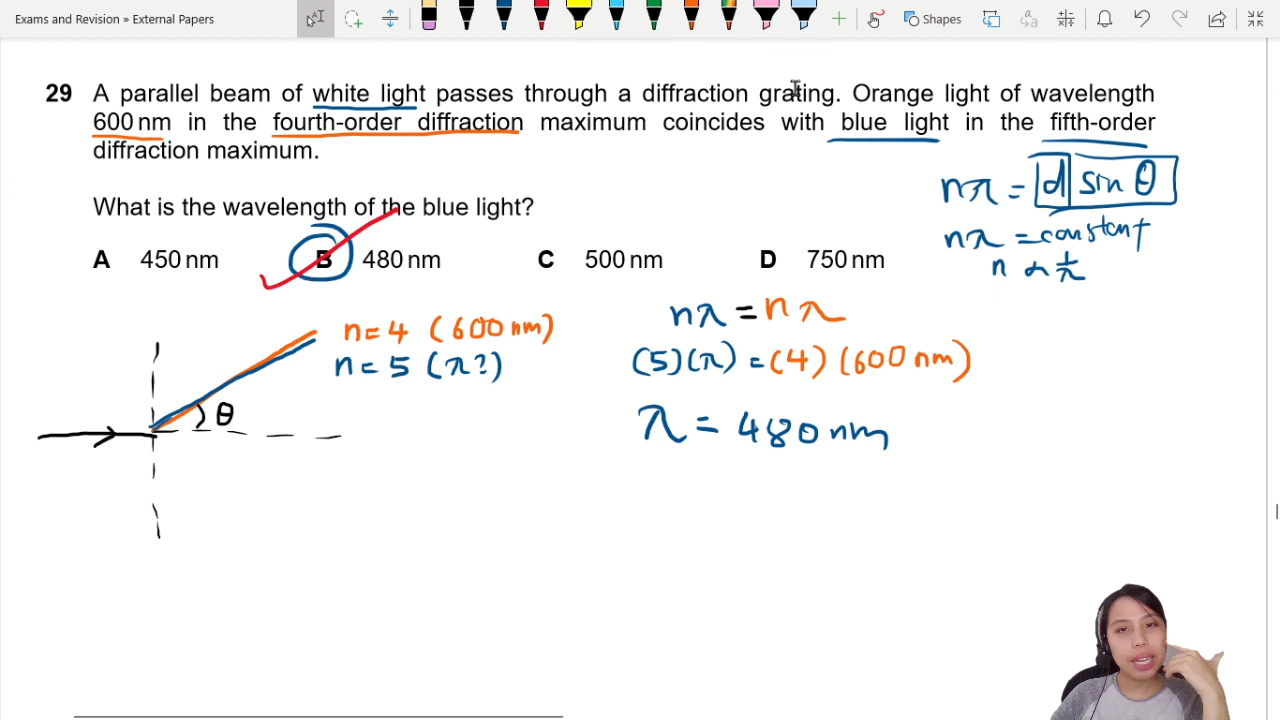 Exams and Revision » External Papers
Shapes
29 A parallel beam of white light passes through a diffraction grating. Orange light of wavelength
600 nm in the fourth-order diffraction maximum coincides with blue light in the fifth-order
diffraction maximum.
What is the wavelength of the blue light?
A 450 nm B 480 nm C 500 nm D 750 nm
nλ = d sin θ
nλ = constant
n ∝ 1/λ
n = 4 (600 nm)
n = 5 (λ?)
θ
nλ = nλ
(5)(λ) = (4)(600 nm)
λ = 480 nm